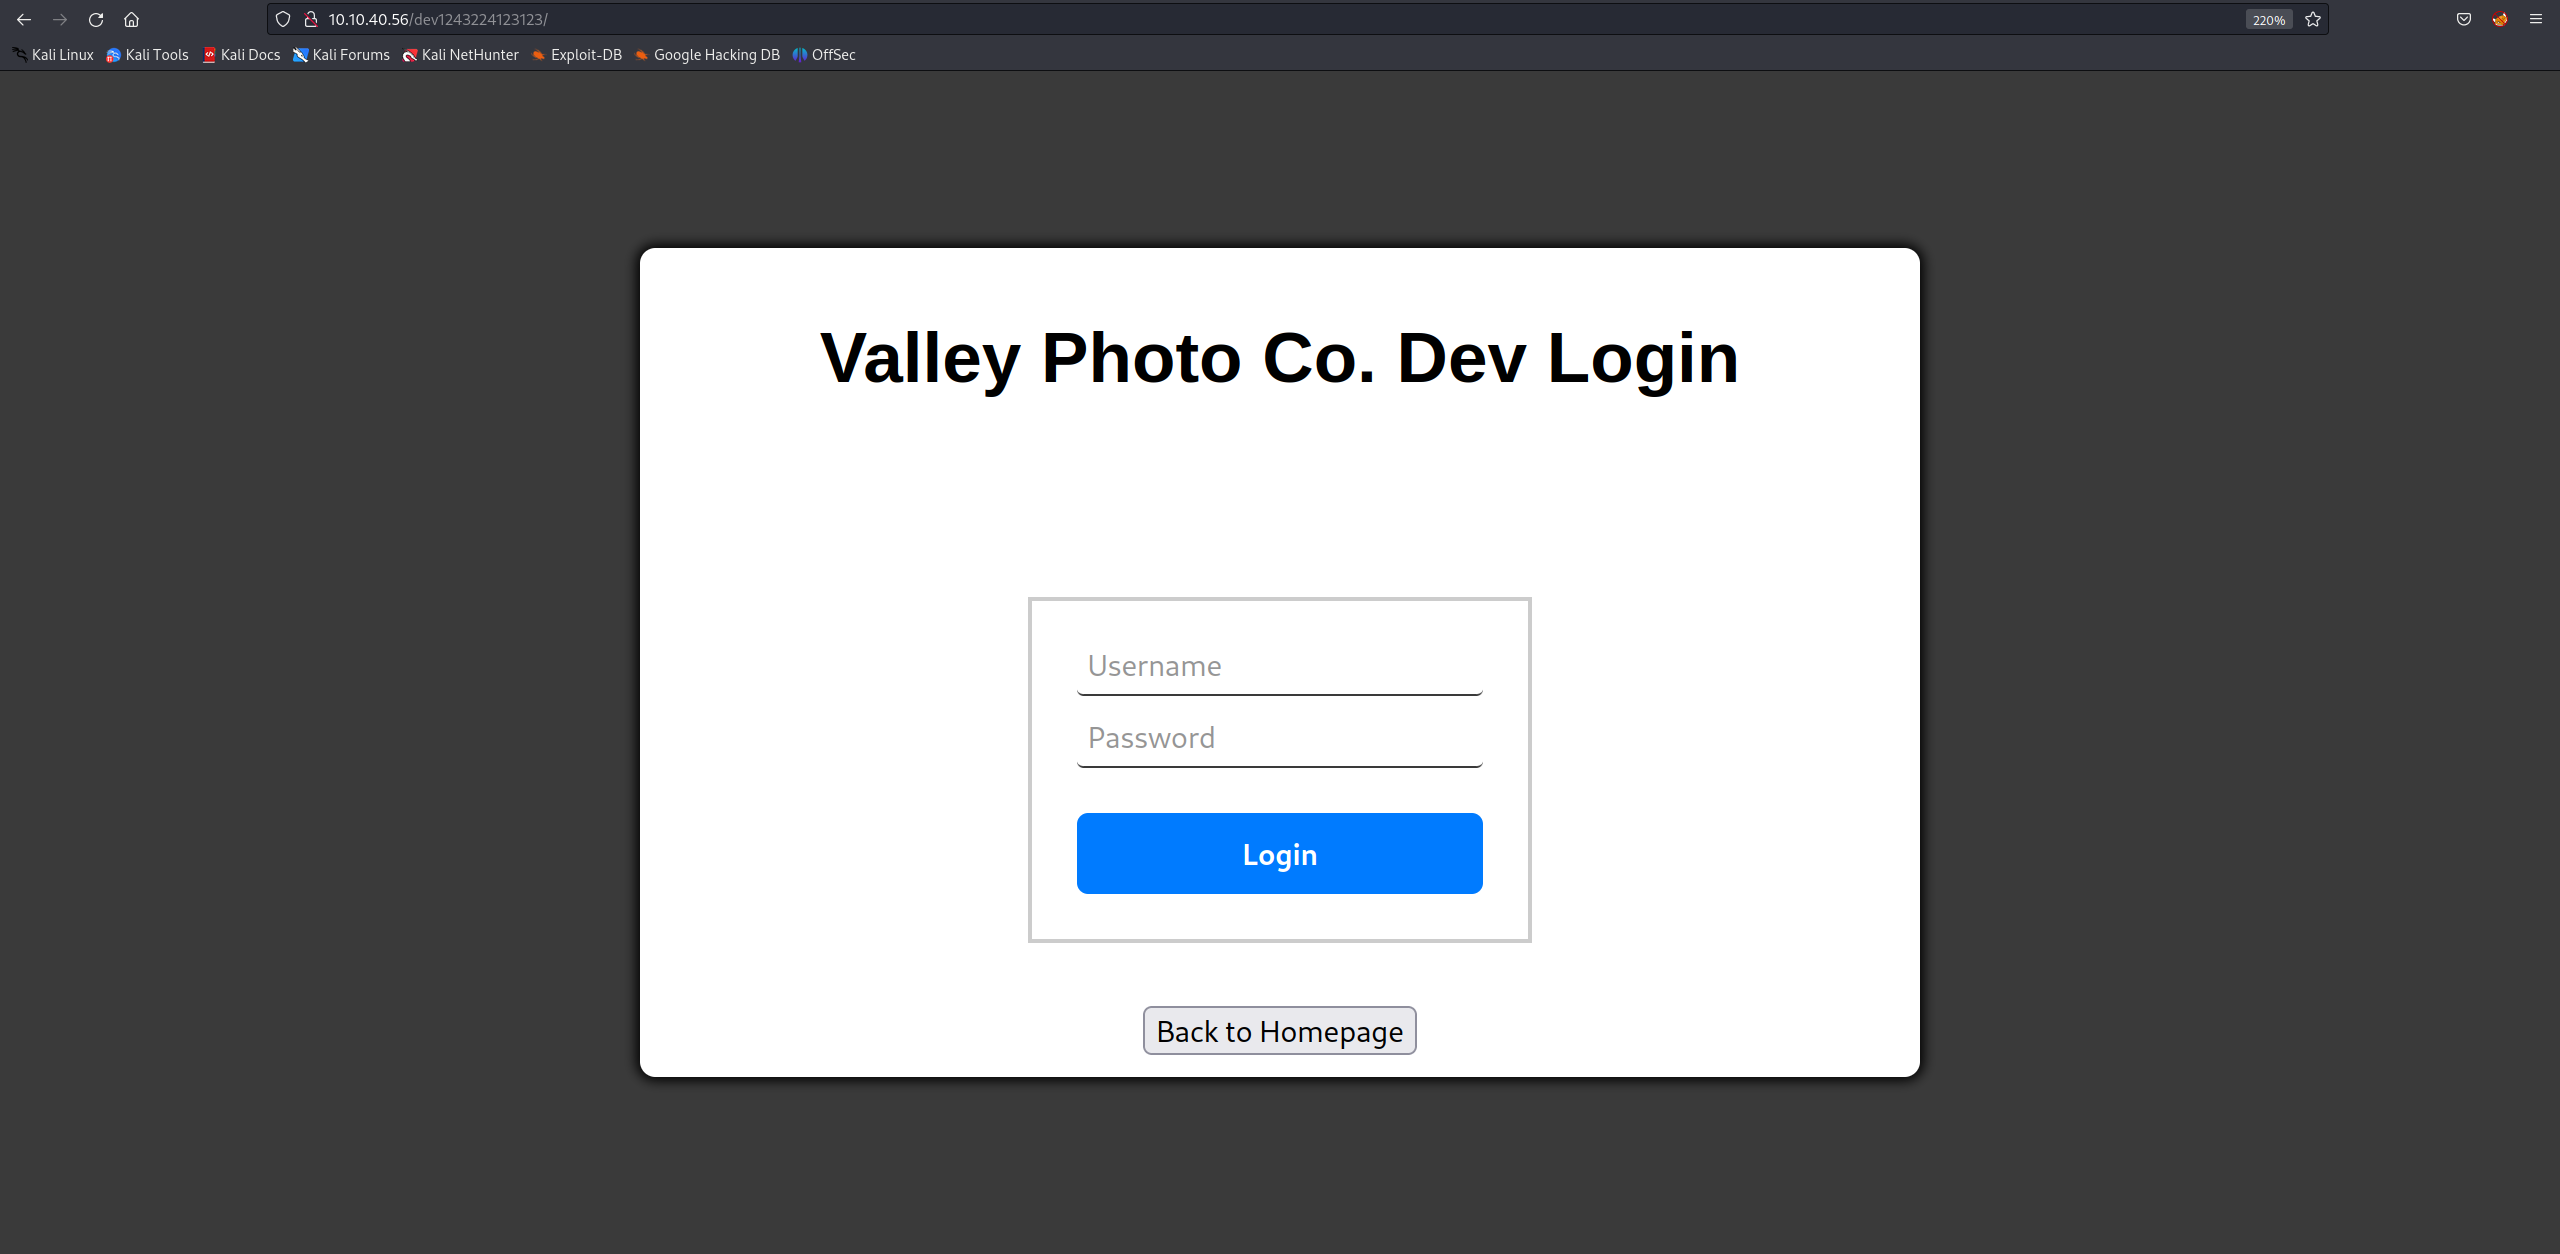 10.10.40.56/dev1243224123123/
220%
Kali Linux Kali Tools Kali Docs Kali Forums Kali NetHunter Exploit-DB Google Hacking DB OffSec
Valley Photo Co. Dev Login
Username
Password
Login
Back to Homepage